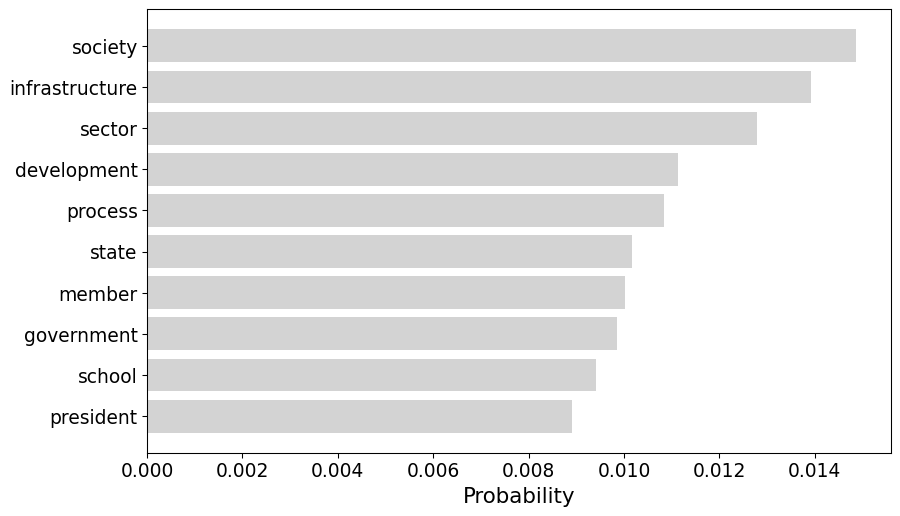 society
infrastructure
sector
development
process
state
member
government
school
president
0.000 0.002 0.004 0.006 0.008 0.010 0.012 0.014
Probability